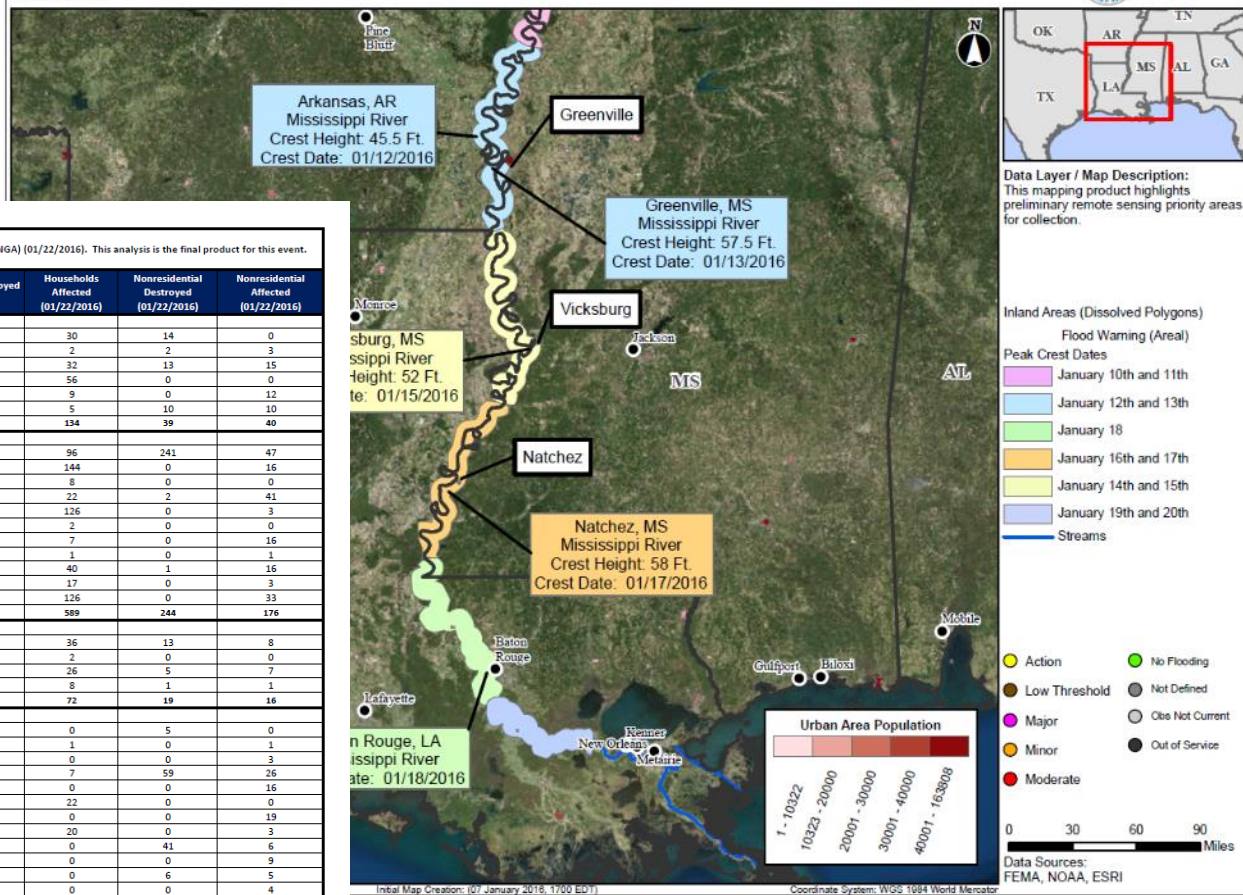 Pine
Bluff
Arkansas, AR
Mississippi River
Crest Height: 45.5 Ft.
Crest Date: 01/12/2016
Greenville
Greenville, MS
Mississippi River
Crest Height: 57.5 Ft.
Crest Date: 01/13/2016
Monroe
Vicksburg
Jackson
sburg, MS
ssippi River
Height: 52 Ft.
te: 01/15/2016
MS
AL
Natchez
Natchez, MS
Mississippi River
Crest Height: 58 Ft.
Crest Date: 01/17/2016
Baton
Rouge
Lafayette
n Rouge, LA
issippi River
ate: 01/18/2016
Kenner
New Orleans
Metairie
Gulfport
Biloxi
Mobile
Urban Area Population
1 - 10322
10323 - 20000
20001 - 30000
30001 - 40000
40001 - 163808
N
Initial Map Creation: (07 January 2016, 1700 EDT)
Coordinate System: WGS 1984 World Mercator
NGA) (01/22/2016). This analysis is the final product for this event.
oyed
Households
Affected
(01/22/2016)
Nonresidential
Destroyed
(01/22/2016)
Nonresidential
Affected
(01/22/2016)
30 14 0
2 2 3
32 13 15
56 0 0
9 0 12
5 10 10
134 39 40
96 241 47
144 0 16
8 0 0
22 2 41
126 0 3
2 0 0
7 0 16
1 0 1
40 1 16
17 0 3
126 0 33
589 244 176
36 13 8
2 0 0
26 5 7
8 1 1
72 19 16
0 5 0
1 0 1
0 0 3
7 59 26
0 0 16
22 0 0
0 0 19
20 0 3
0 41 6
0 0 9
0 6 5
0 0 4
OK
AR
TN
TX
LA
MS
AL
GA
Data Layer / Map Description:
This mapping product highlights
preliminary remote sensing priority areas
for collection.
Inland Areas (Dissolved Polygons)
Flood Warning (Areal)
Peak Crest Dates
January 10th and 11th
January 12th and 13th
January 18
January 16th and 17th
January 14th and 15th
January 19th and 20th
Streams
Action
Low Threshold
Major
Minor
Moderate
No Flooding
Not Defined
Obs Not Current
Out of Service
0 30 60 90
Miles
Data Sources:
FEMA, NOAA, ESRI